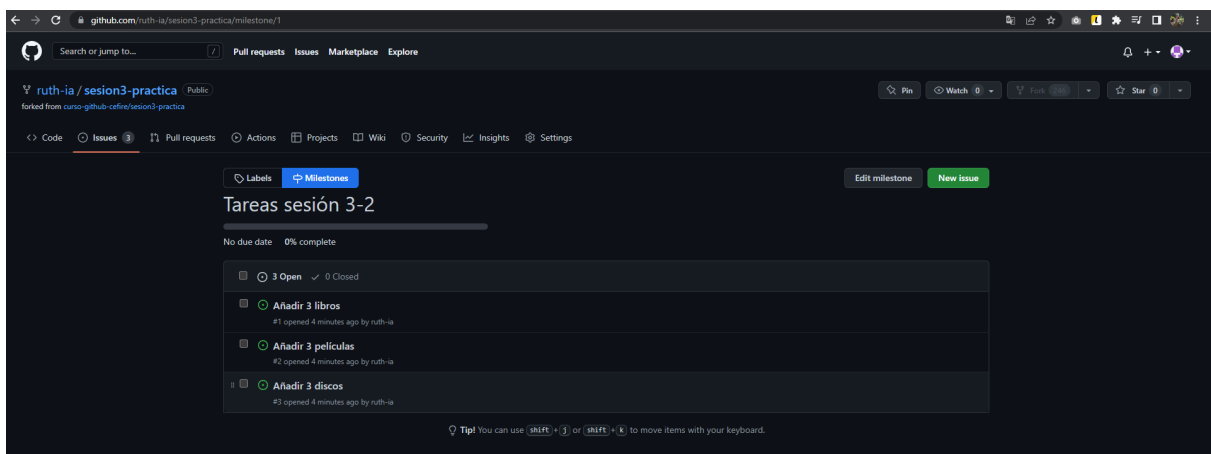 github.com/ruth-ia/sesion3-practica/milestone/1
Search or jump to... / Pull requests Issues Marketplace Explore
ruth-ia / sesion3-practica Public
Pin Watch 0 Fork 246 Star 0
forked from curso-github-cefire/sesion3-practica
Code Issues 3 Pull requests Actions Projects Wiki Security Insights Settings
Labels Milestones Edit milestone New issue
Tareas sesión 3-2
No due date 0% complete
3 Open 0 Closed
Añadir 3 libros
#1 opened 4 minutes ago by ruth-ia
Añadir 3 películas
#2 opened 4 minutes ago by ruth-ia
Añadir 3 discos
#3 opened 4 minutes ago by ruth-ia
Tip! You can use shift + j or shift + k to move items with your keyboard.